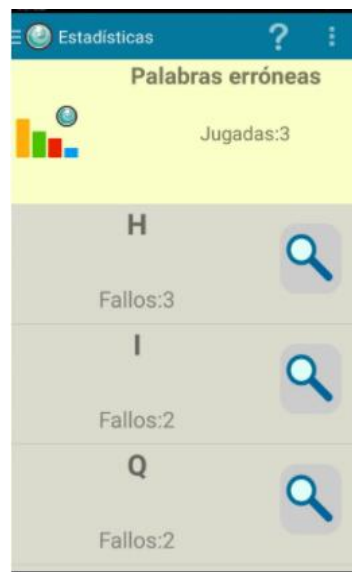 Estadísticas ?
Palabras erróneas
Jugadas:3
H
Fallos:3
I
Fallos:2
Q
Fallos:2